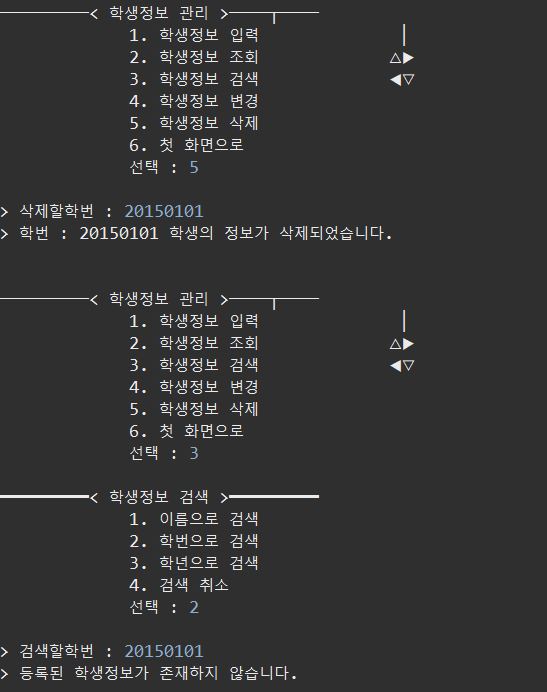 ─────────< 학생정보 관리 >────┬────
1. 학생정보 입력 │
2. 학생정보 조회 △▶
3. 학생정보 검색 ◀▽
4. 학생정보 변경
5. 학생정보 삭제
6. 첫 화면으로
선택 : 5
> 삭제할학번 : 20150101
> 학번 : 20150101 학생의 정보가 삭제되었습니다.
─────────< 학생정보 관리 >────┬────
1. 학생정보 입력 │
2. 학생정보 조회 △▶
3. 학생정보 검색 ◀▽
4. 학생정보 변경
5. 학생정보 삭제
6. 첫 화면으로
선택 : 3
━━━━━━━━━< 학생정보 검색 >━━━━━━━━━
1. 이름으로 검색
2. 학번으로 검색
3. 학년으로 검색
4. 검색 취소
선택 : 2
> 검색할학번 : 20150101
> 등록된 학생정보가 존재하지 않습니다.